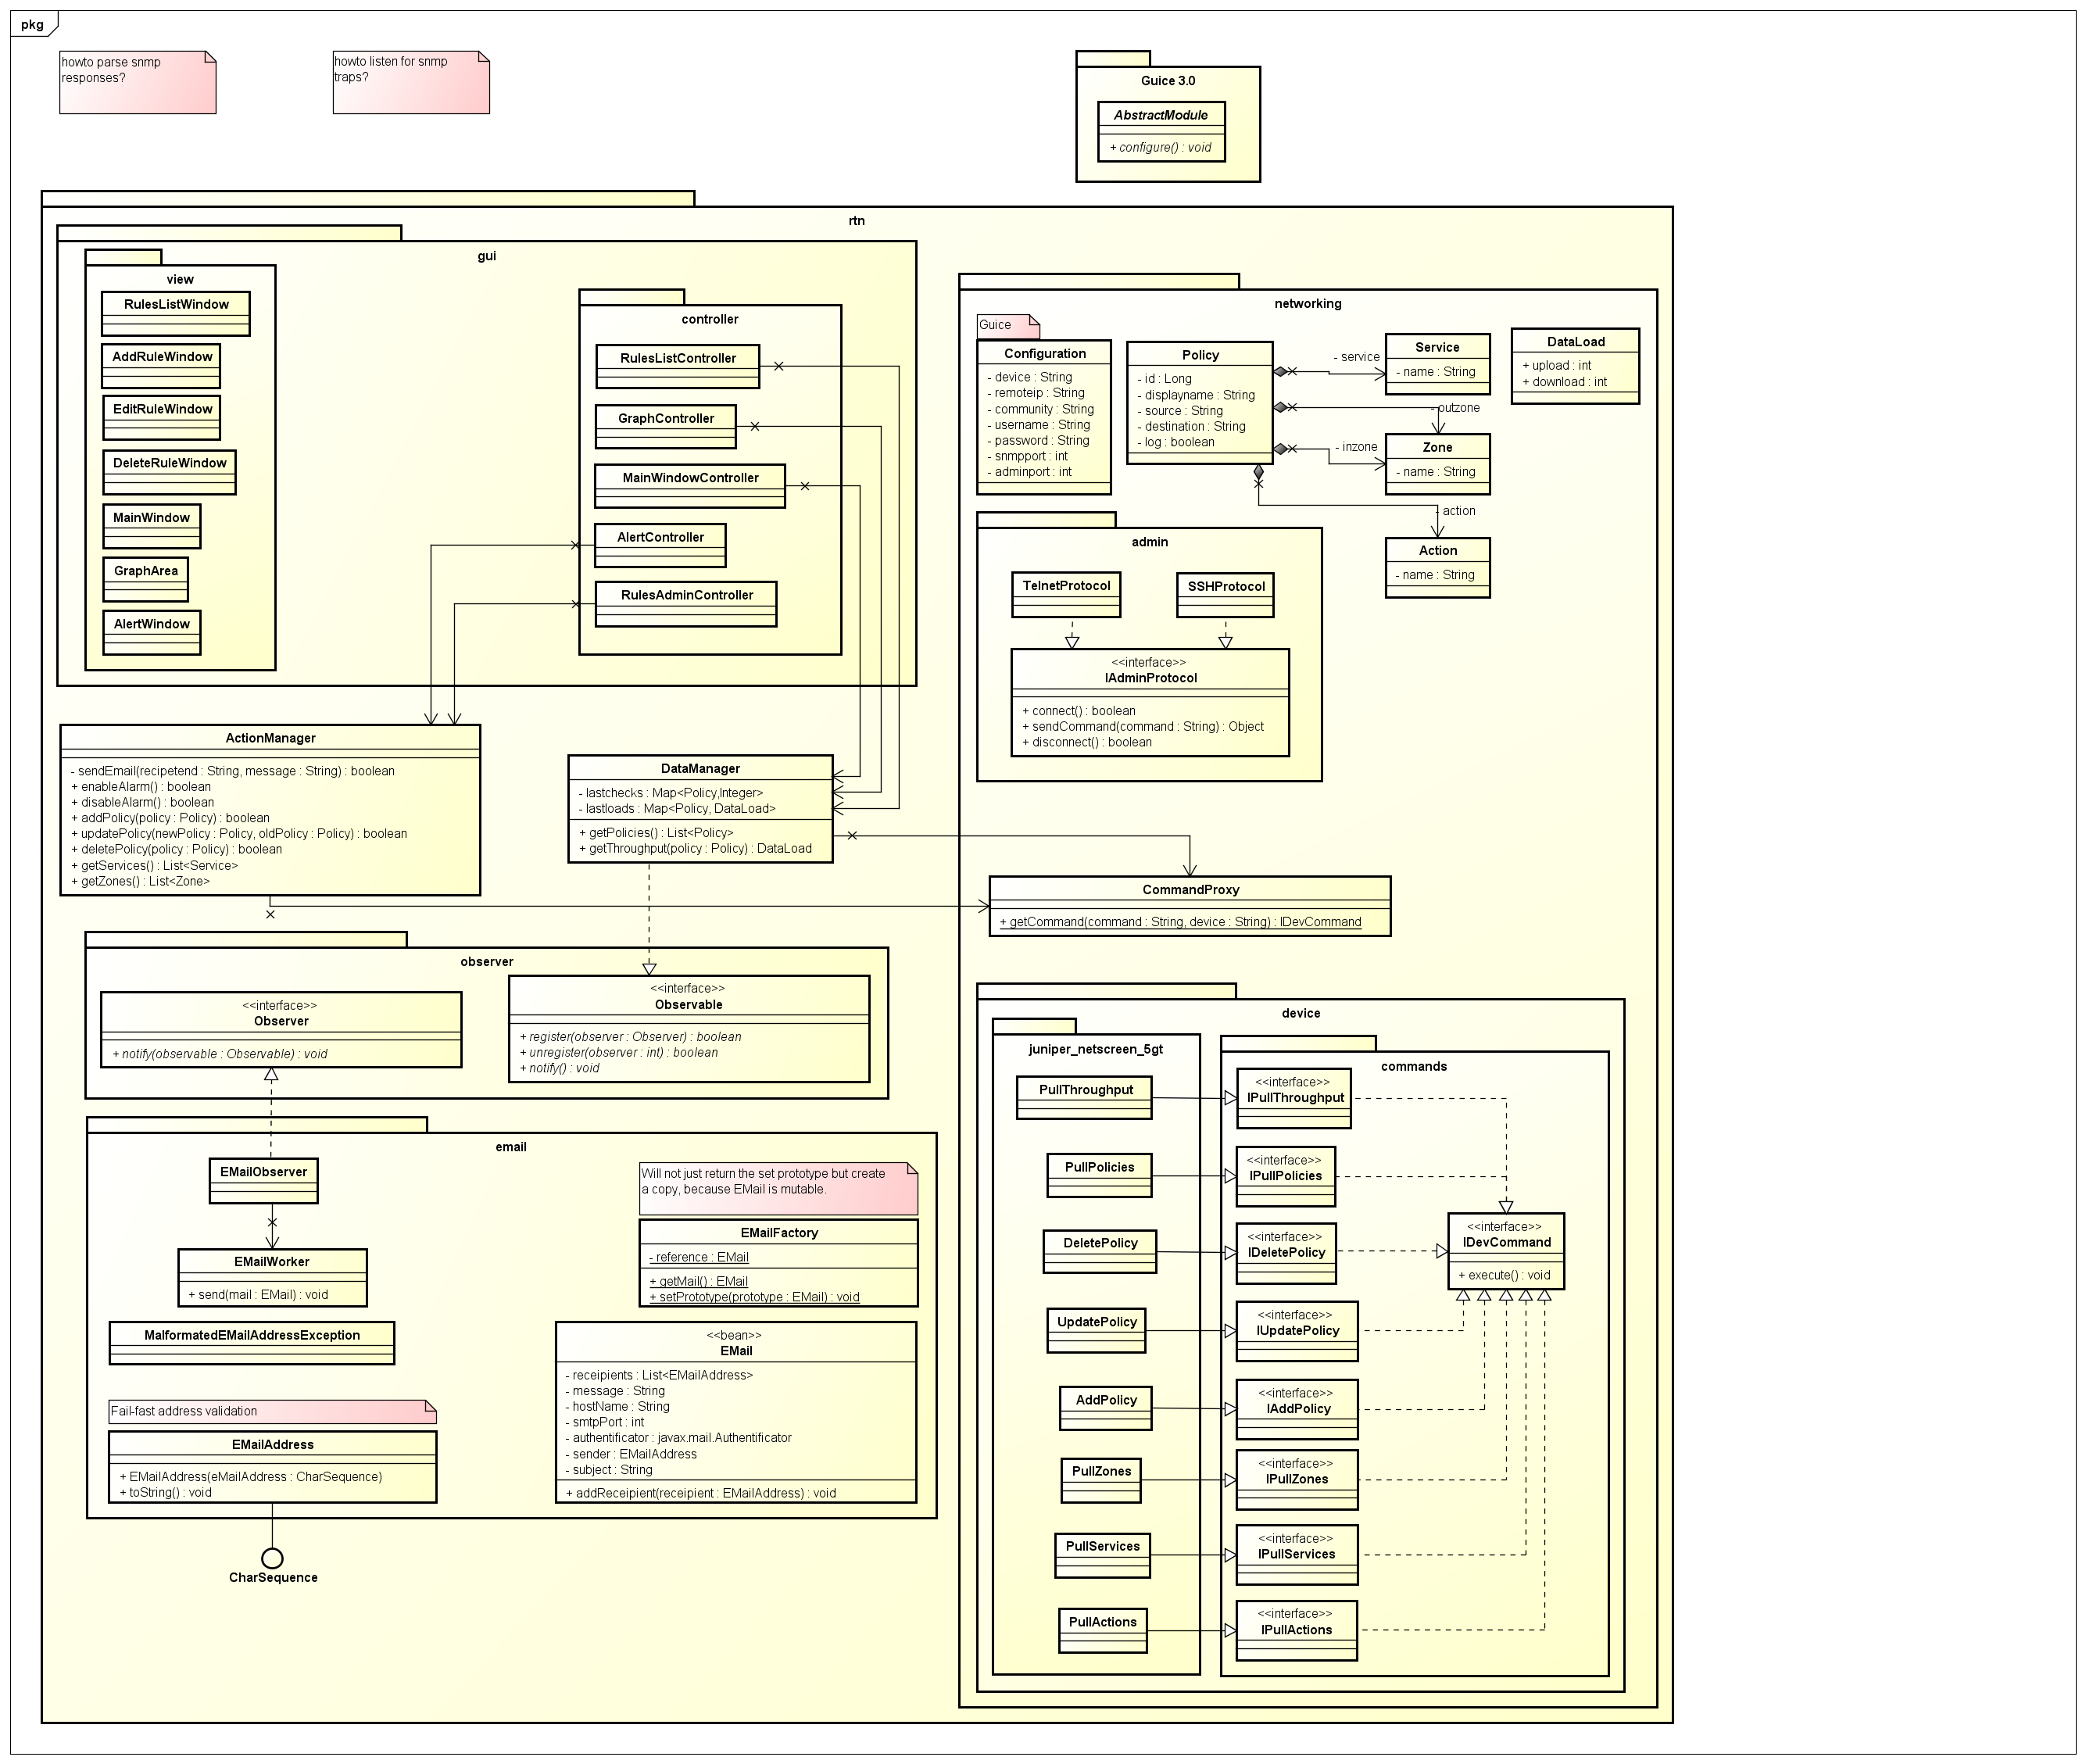 pkg
howto parse snmp
responses?
howto listen for snmp
traps?
Guice 3.0
AbstractModule
+ configure() : void
rtn
gui
view
RulesListWindow
AddRuleWindow
EditRuleWindow
DeleteRuleWindow
MainWindow
GraphArea
AlertWindow
controller
RulesListController
GraphController
MainWindowController
AlertController
RulesAdminController
networking
Guice
Configuration
- device : String
- remoteip : String
- community : String
- username : String
- password : String
- snmpport : int
- adminport : int
Policy
- id : Long
- displayname : String
- source : String
- destination : String
- log : boolean
- service
- outzone
- inzone
- action
Service
- name : String
Zone
- name : String
Action
- name : String
DataLoad
+ upload : int
+ download : int
admin
TelnetProtocol
SSHProtocol
<<interface>>
IAdminProtocol
+ connect() : boolean
+ sendCommand(command : String) : Object
+ disconnect() : boolean
ActionManager
- sendEmail(recipetend : String, message : String) : boolean
+ enableAlarm() : boolean
+ disableAlarm() : boolean
+ addPolicy(policy : Policy) : boolean
+ updatePolicy(newPolicy : Policy, oldPolicy : Policy) : boolean
+ deletePolicy(policy : Policy) : boolean
+ getServices() : List<Service>
+ getZones() : List<Zone>
DataManager
- lastchecks : Map<Policy,Integer>
- lastloads : Map<Policy, DataLoad>
+ getPolicies() : List<Policy>
+ getThroughput(policy : Policy) : DataLoad
CommandProxy
+ getCommand(command : String, device : String) : IDevCommand
observer
<<interface>>
Observer
+ notify(observable : Observable) : void
<<interface>>
Observable
+ register(observer : Observer) : boolean
+ unregister(observer : int) : boolean
+ notify() : void
email
EMailObserver
EMailWorker
+ send(mail : EMail) : void
MalformatedEMailAddressException
Fail-fast address validation
EMailAddress
+ EMailAddress(eMailAddress : CharSequence)
+ toString() : void
CharSequence
Will not just return the set prototype but create
a copy, because EMail is mutable.
EMailFactory
- reference : EMail
+ getMail() : EMail
+ setPrototype(prototype : EMail) : void
<<bean>>
EMail
- receipients : List<EMailAddress>
- message : String
- hostName : String
- smtpPort : int
- authentificator : javax.mail.Authentificator
- sender : EMailAddress
- subject : String
+ addReceipient(receipient : EMailAddress) : void
device
juniper_netscreen_5gt
PullThroughput
PullPolicies
DeletePolicy
UpdatePolicy
AddPolicy
PullZones
PullServices
PullActions
commands
<<interface>>
IPullThroughput
<<interface>>
IPullPolicies
<<interface>>
IDeletePolicy
<<interface>>
IUpdatePolicy
<<interface>>
IAddPolicy
<<interface>>
IPullZones
<<interface>>
IPullServices
<<interface>>
IPullActions
<<interface>>
IDevCommand
+ execute() : void